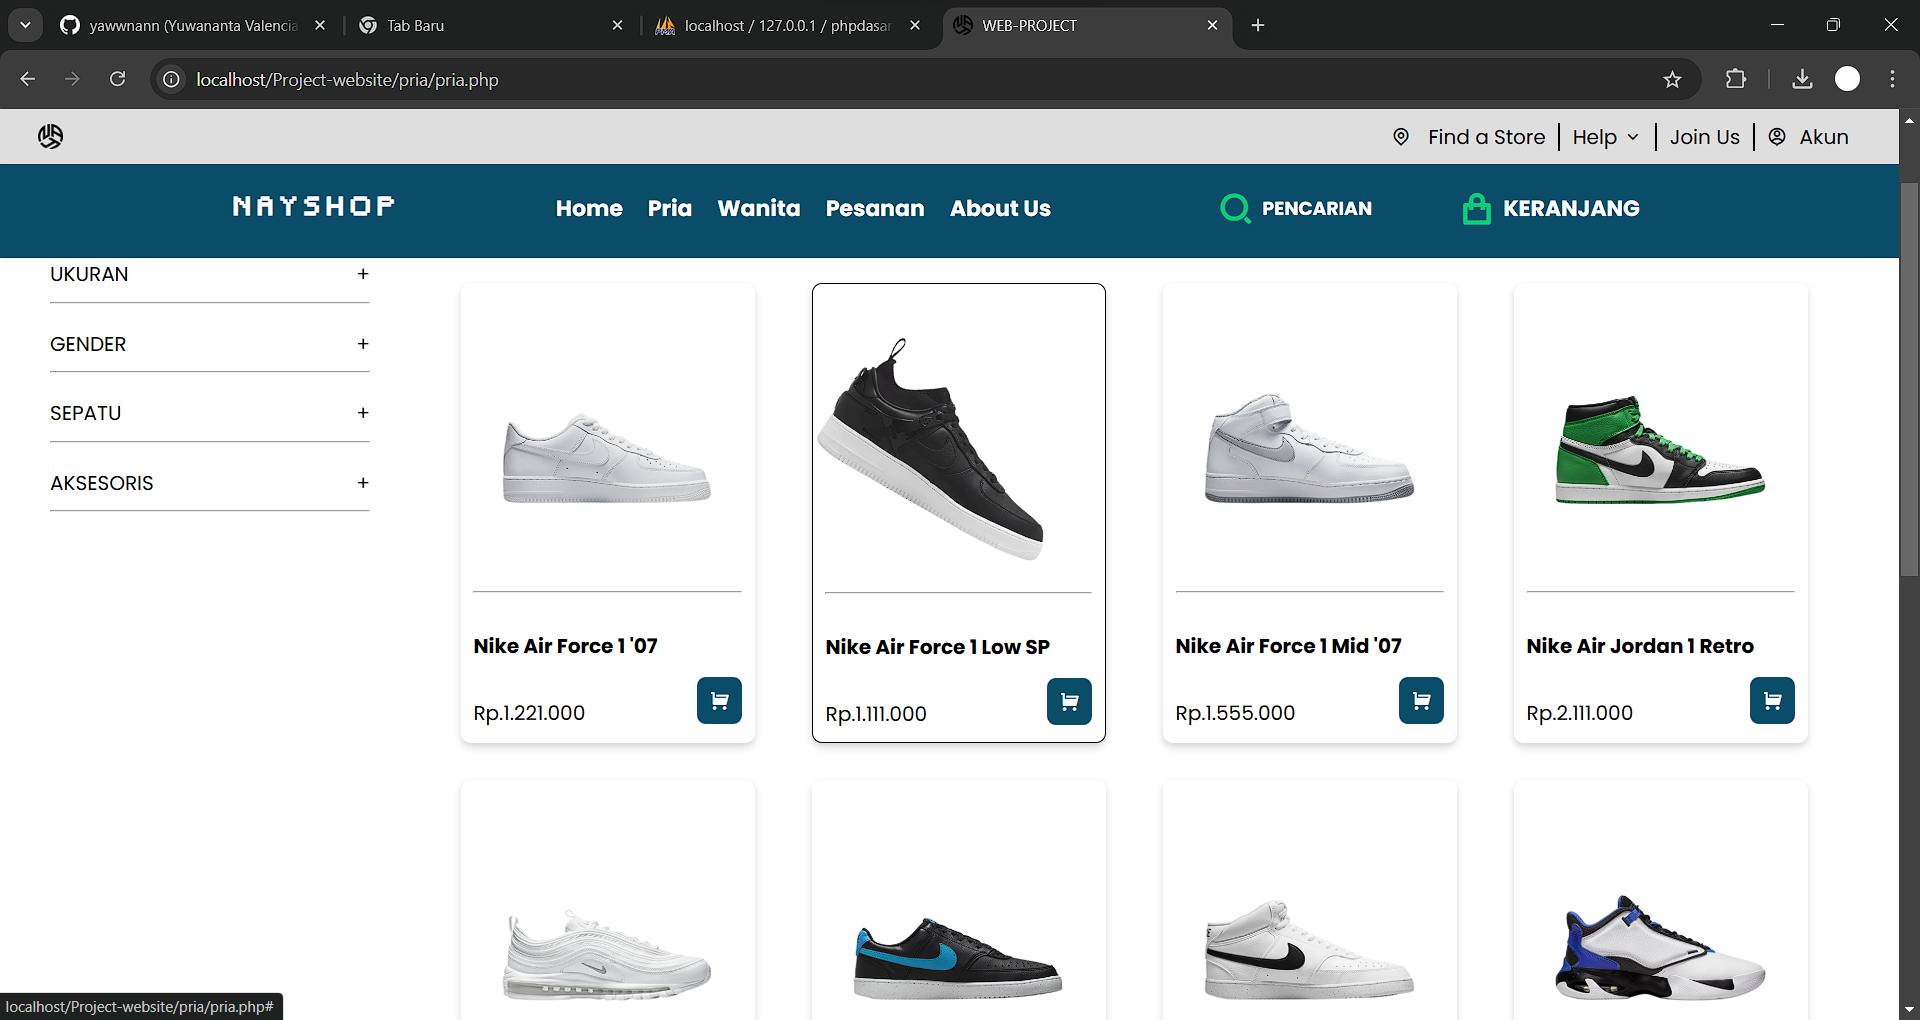 yawwnann (Yuwananta Valencia
Tab Baru
localhost / 127.0.0.1 / phpdasar
WEB-PROJECT
localhost/Project-website/pria/pria.php
Find a Store
Help
Join Us
Akun
NAYSHOP
Home
Pria
Wanita
Pesanan
About Us
PENCARIAN
KERANJANG
UKURAN +
GENDER +
SEPATU +
AKSESORIS +
Nike Air Force 1 '07
Rp.1.221.000
Nike Air Force 1 Low SP
Rp.1.111.000
Nike Air Force 1 Mid '07
Rp.1.555.000
Nike Air Jordan 1 Retro
Rp.2.111.000
localhost/Project-website/pria/pria.php#